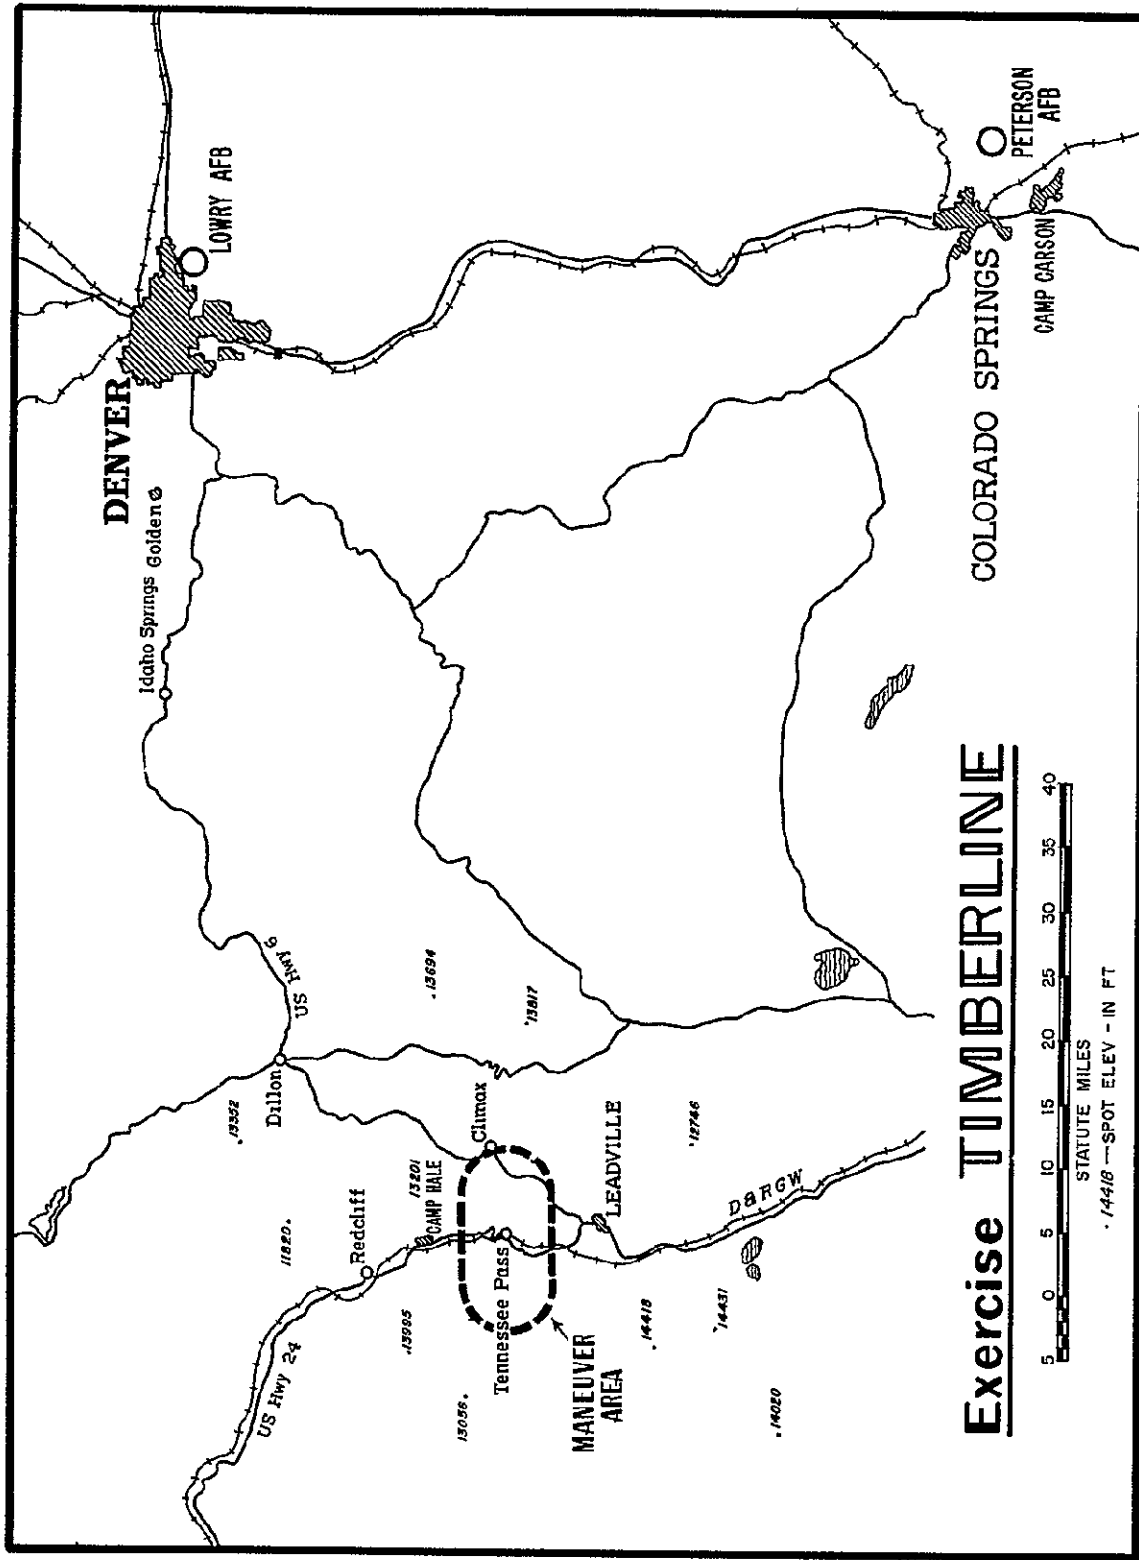 DENVER
LOWRY AFB
Golden
Idaho Springs
US Hwy 6
Dillon
.13352
.13694
.13817
Climax
11820.
Redcliff
13201
CAMP HALE
US Hwy 24
.13995
13056.
Tennessee Pass
MANEUVER
AREA
LEADVILLE
.12746
D&RGW
.14418
.14431
.14020
PETERSON
AFB
CAMP CARSON
COLORADO SPRINGS
Exercise TIMBERLINE
5 0 5 10 15 20 25 30 35 40
STATUTE MILES
. 14418 — SPOT ELEV - IN FT